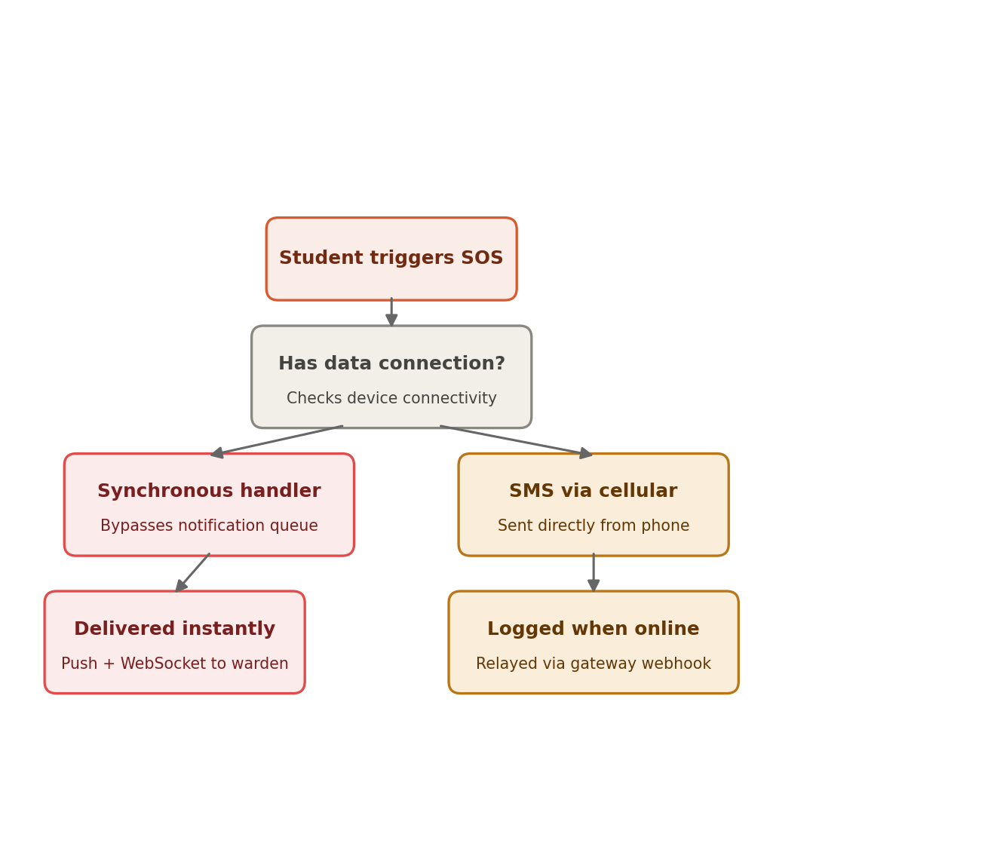 Student triggers SOS
Has data connection?
Checks device connectivity
Synchronous handler
Bypasses notification queue
SMS via cellular
Sent directly from phone
Delivered instantly
Push + WebSocket to warden
Logged when online
Relayed via gateway webhook